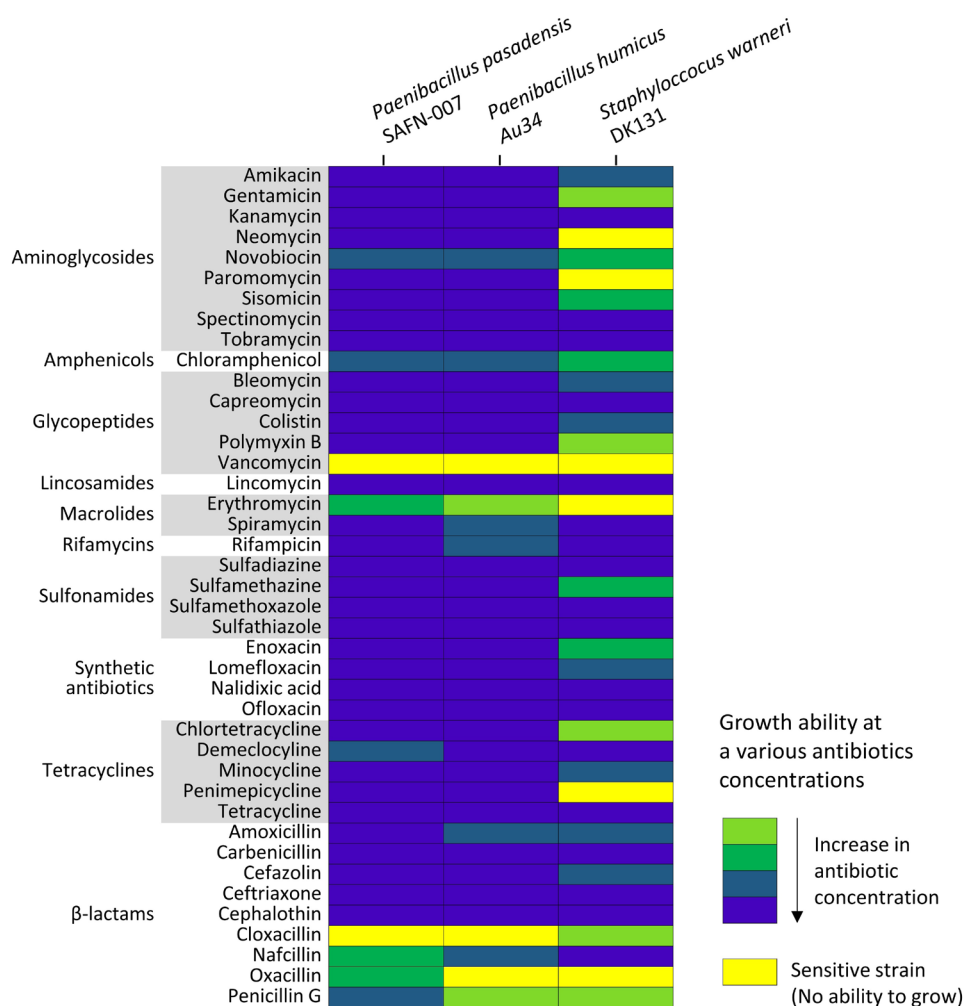 Paenibacillus pasadensis
SAFN-007
Paenibacillus humicus
Au34
Staphyloccocus warneri
DK131
Aminoglycosides
Amikacin
Gentamicin
Kanamycin
Neomycin
Novobiocin
Paromomycin
Sisomicin
Spectinomycin
Tobramycin
Amphenicols
Chloramphenicol
Glycopeptides
Bleomycin
Capreomycin
Colistin
Polymyxin B
Vancomycin
Lincosamides
Lincomycin
Macrolides
Erythromycin
Spiramycin
Rifamycins
Rifampicin
Sulfonamides
Sulfadiazine
Sulfamethazine
Sulfamethoxazole
Sulfathiazole
Synthetic
antibiotics
Enoxacin
Lomefloxacin
Nalidixic acid
Ofloxacin
Tetracyclines
Chlortetracycline
Demeclocyline
Minocycline
Penimepicycline
Tetracycline
β-lactams
Amoxicillin
Carbenicillin
Cefazolin
Ceftriaxone
Cephalothin
Cloxacillin
Nafcillin
Oxacillin
Penicillin G
Growth ability at
a various antibiotics
concentrations
Increase in
antibiotic
concentration
Sensitive strain
(No ability to grow)